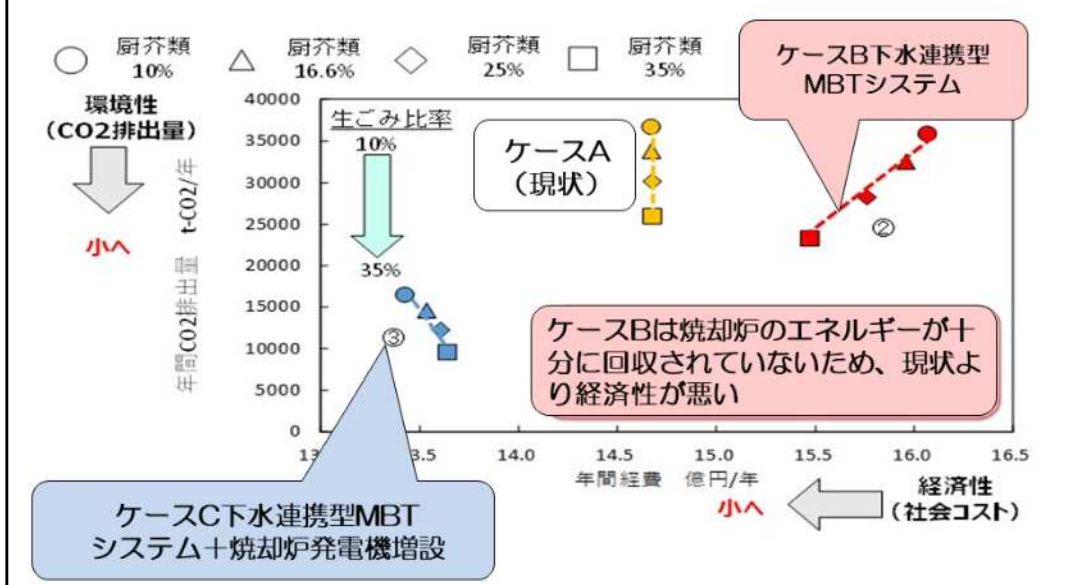 厨芥類
10%
厨芥類
16.6%
厨芥類
25%
厨芥類
35%
ケースB下水連携型
MBTシステム
環境性
（CO2排出量）
小へ
年間CO2排出量 t-CO2/年
40000
35000
30000
25000
20000
15000
10000
5000
0
生ごみ比率
10%
35%
ケースA
（現状）
②
③
ケースBは焼却炉のエネルギーが十
分に回収されていないため、現状よ
り経済性が悪い
14.0
14.5
15.0
15.5
16.0
16.5
年間経費 億円/年
小へ
経済性
（社会コスト）
ケースC下水連携型MBT
システム＋焼却炉発電機増設